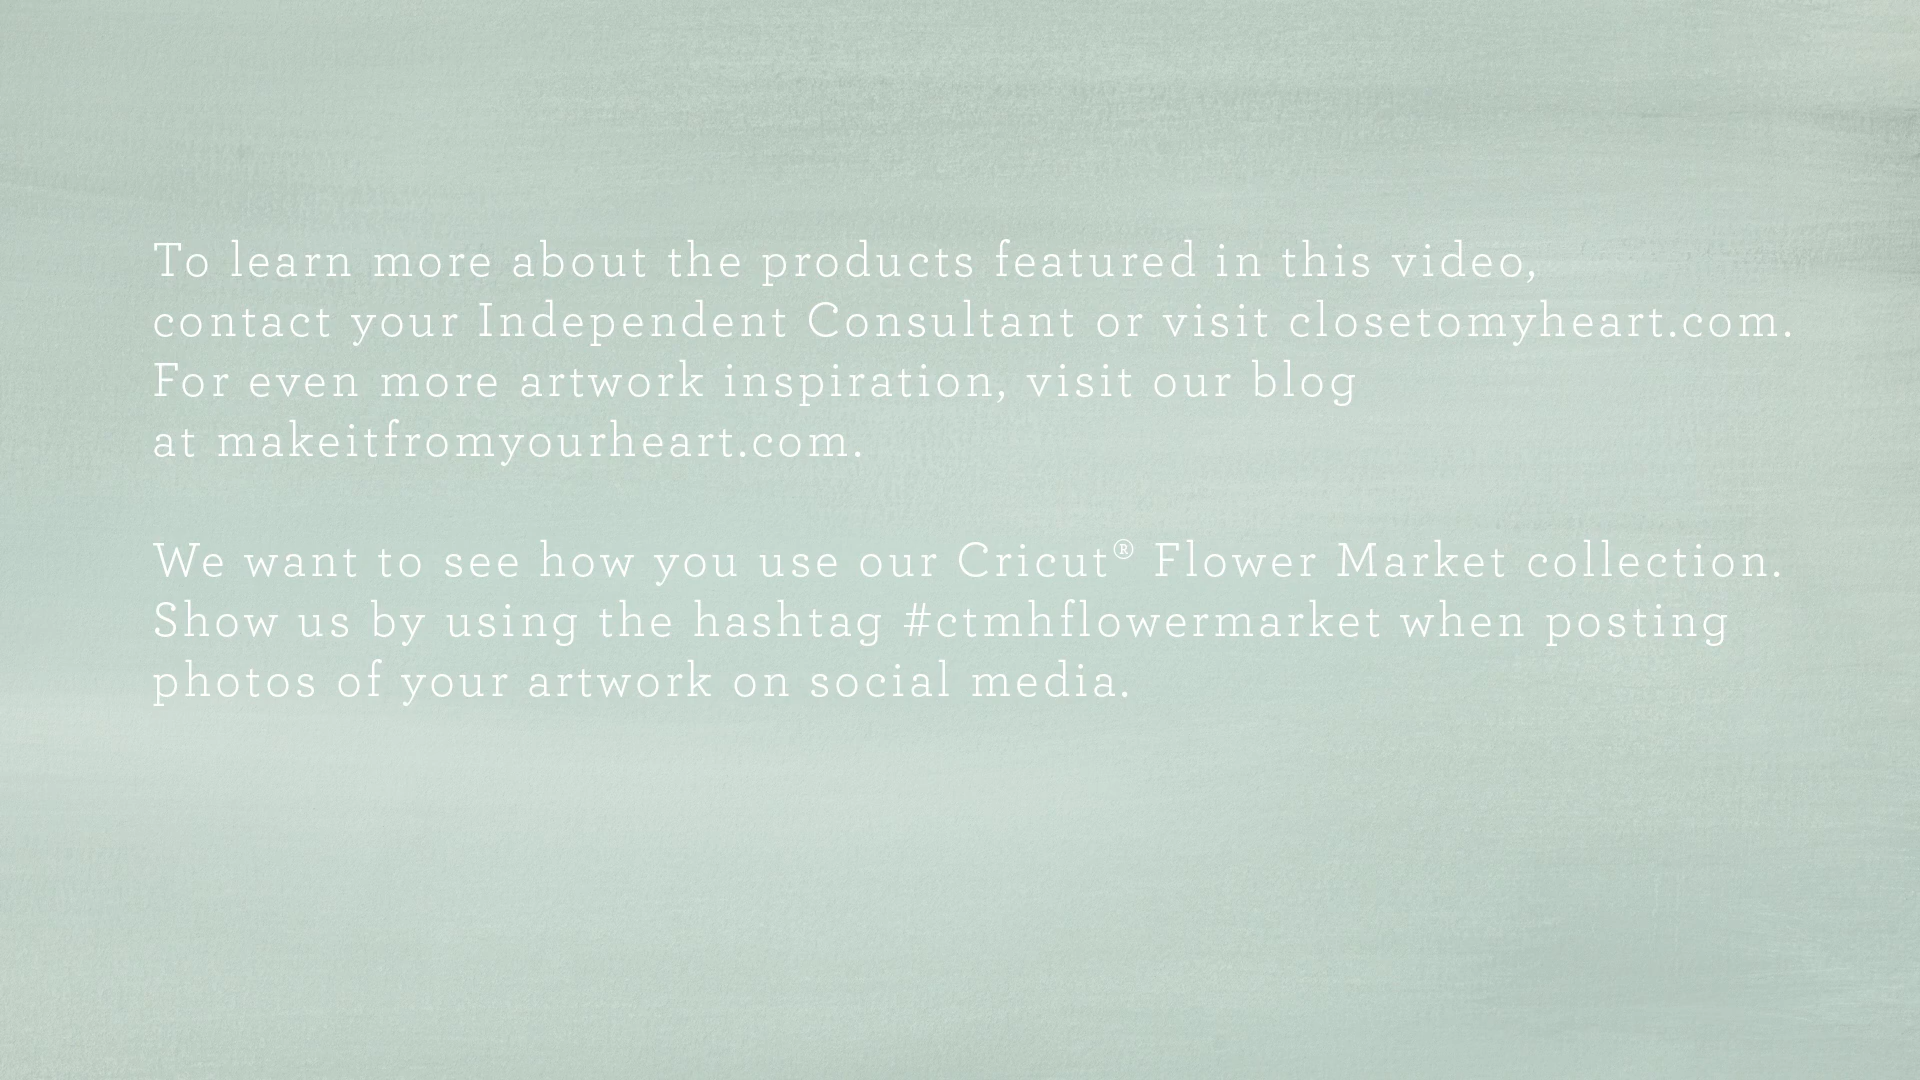 To learn more about the products featured in this video,
contact your Independent Consultant or visit closetomyheart.com.
For even more artwork inspiration, visit our blog
at makeitfromyourheart.com.
We want to see how you use our Cricut® Flower Market collection.
Show us by using the hashtag #ctmhflowermarket when posting
photos of your artwork on social media.